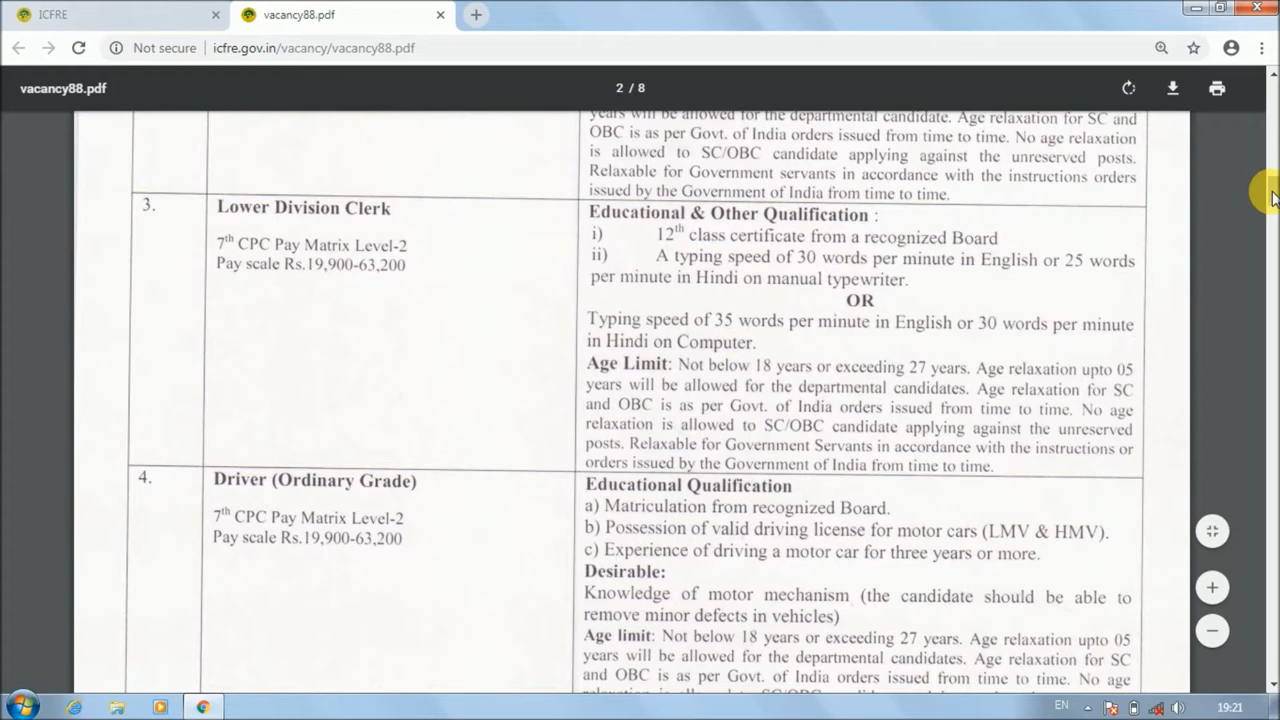 ICFRE
vacancy88.pdf
Not secure
icfre.gov.in/vacancy/vacancy88.pdf
vacancy88.pdf
2 / 8
years will be allowed for the departmental candidate. Age relaxation for SC and
OBC is as per Govt. of India orders issued from time to time. No age relaxation
is allowed to SC/OBC candidate applying against the unreserved posts.
Relaxable for Government servants in accordance with the instructions orders
issued by the Government of India from time to time.
3.
Lower Division Clerk
7th CPC Pay Matrix Level-2
Pay scale Rs.19,900-63,200
Educational & Other Qualification :
i) 12th class certificate from a recognized Board
ii) A typing speed of 30 words per minute in English or 25 words
per minute in Hindi on manual typewriter.
OR
Typing speed of 35 words per minute in English or 30 words per minute
in Hindi on Computer.
Age Limit: Not below 18 years or exceeding 27 years. Age relaxation upto 05
years will be allowed for the departmental candidates. Age relaxation for SC
and OBC is as per Govt. of India orders issued from time to time. No age
relaxation is allowed to SC/OBC candidate applying against the unreserved
posts. Relaxable for Government Servants in accordance with the instructions or
orders issued by the Government of India from time to time.
4.
Driver (Ordinary Grade)
7th CPC Pay Matrix Level-2
Pay scale Rs.19,900-63,200
Educational Qualification
a) Matriculation from recognized Board.
b) Possession of valid driving license for motor cars (LMV & HMV).
c) Experience of driving a motor car for three years or more.
Desirable:
Knowledge of motor mechanism (the candidate should be able to
remove minor defects in vehicles)
Age limit: Not below 18 years or exceeding 27 years. Age relaxation upto 05
years will be allowed for the departmental candidates. Age relaxation for SC
and OBC is as per Govt. of India orders issued from time to time. No age
EN
19:21